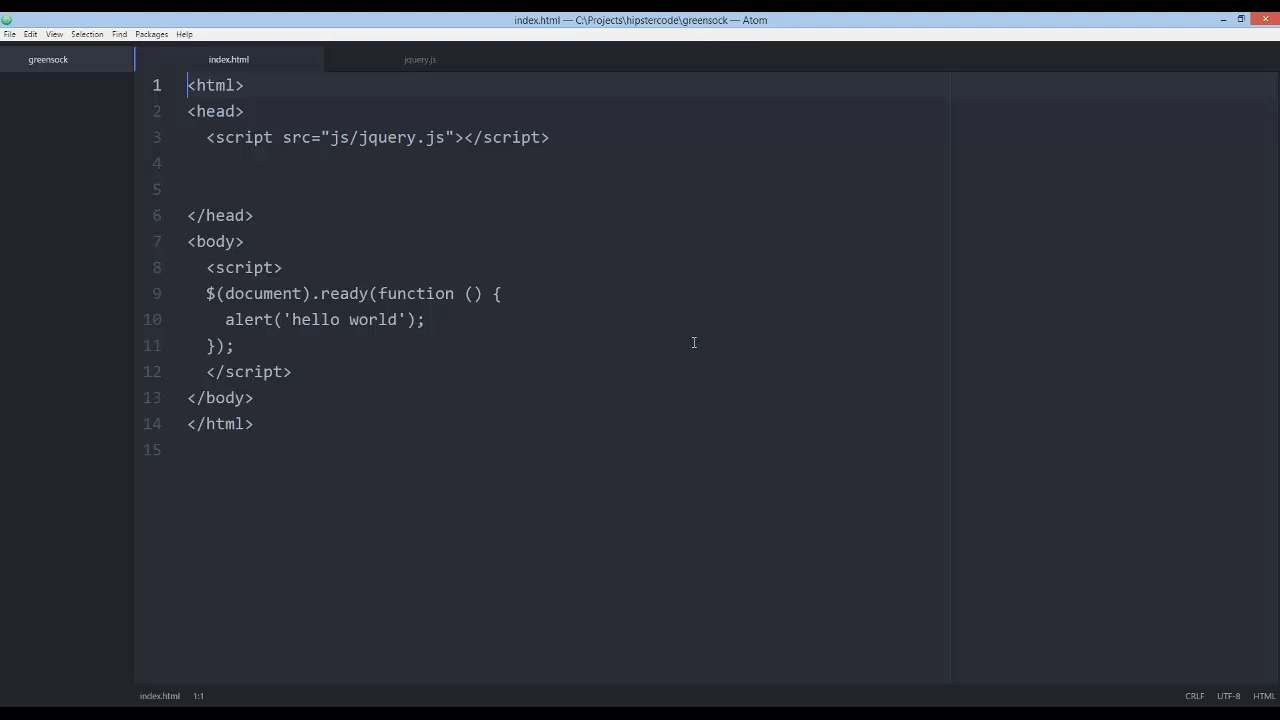 index.html — C:\Projects\hipstercode\greensock — Atom
File Edit View Selection Find Packages Help
greensock index.html jquery.js
1 <html>
2 <head>
3   <script src="js/jquery.js"></script>
4
5
6 </head>
7 <body>
8   <script>
9   $(document).ready(function () {
10     alert('hello world');
11   });
12   </script>
13 </body>
14 </html>
15
index.html 1:1 CRLF UTF-8 HTML